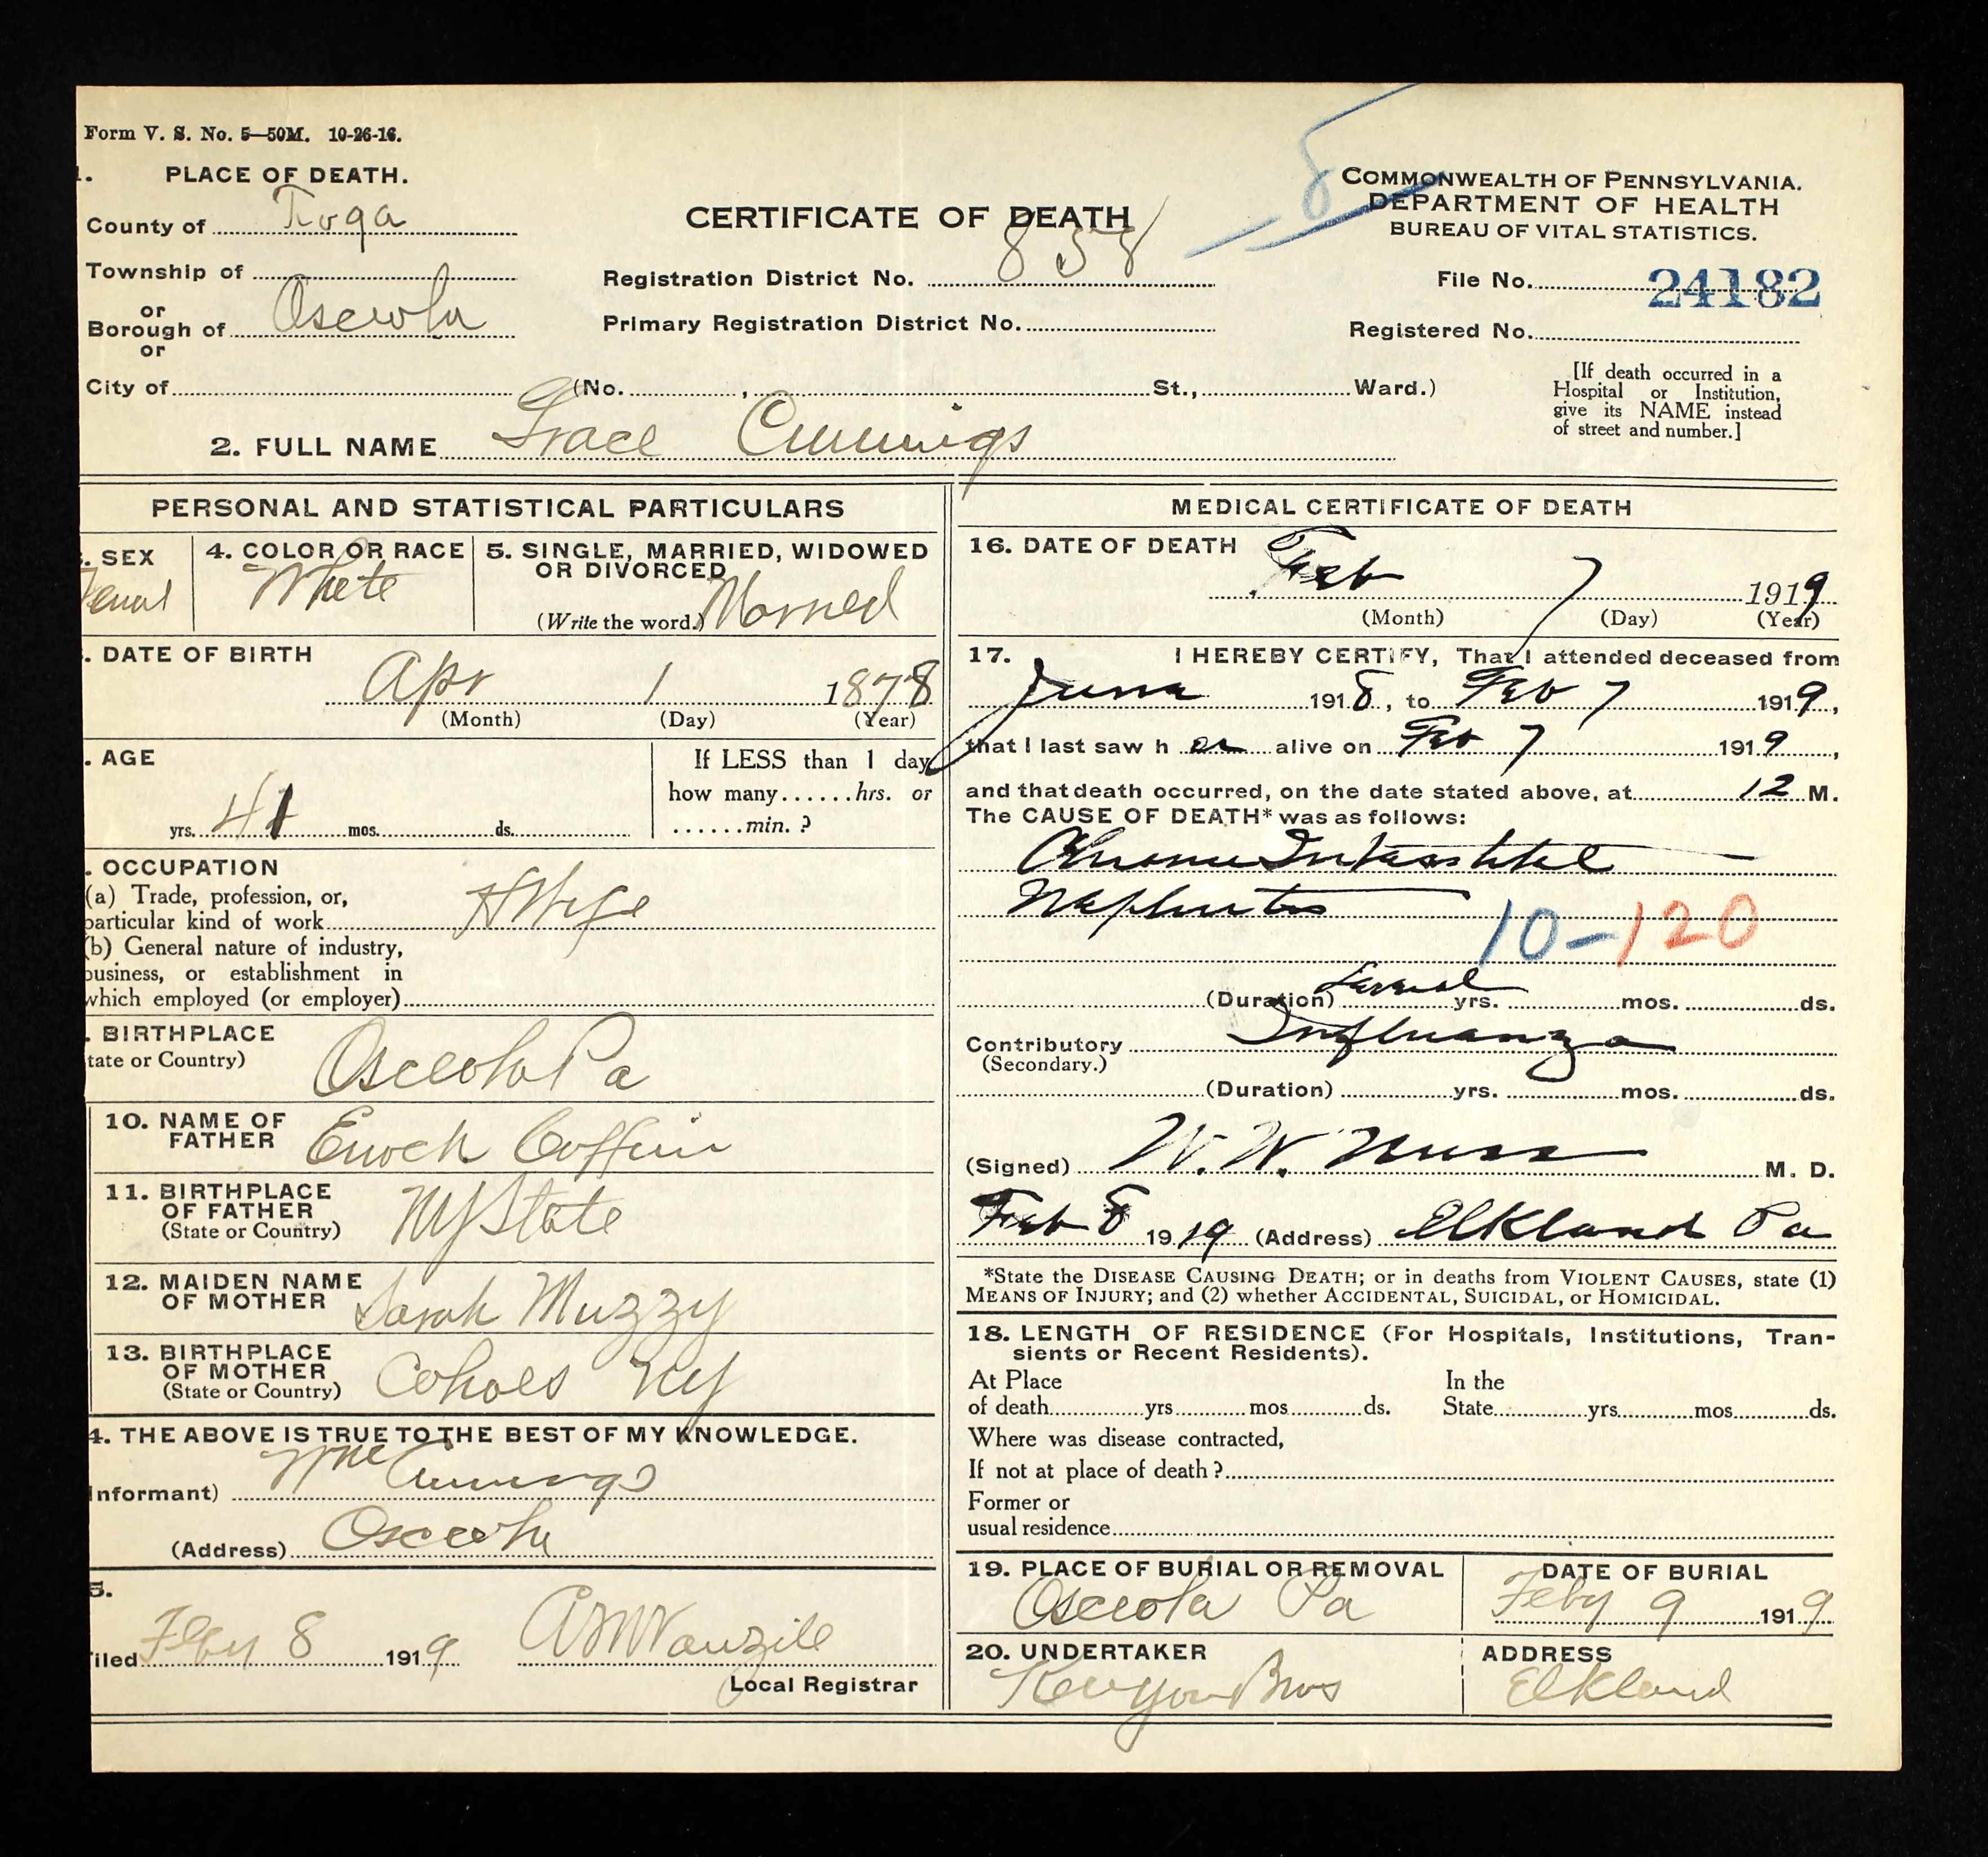 Form V. S. No. 5—50M. 10-26-16.
1. PLACE OF DEATH.
County of Tioga
Township of
or
Borough of Osceola
or
City of
CERTIFICATE OF DEATH
Registration District No. 858
Primary Registration District No.
(No. , St., Ward.)
COMMONWEALTH OF PENNSYLVANIA.
DEPARTMENT OF HEALTH
BUREAU OF VITAL STATISTICS.
File No. 24182
Registered No.
[If death occurred in a
Hospital or Institution,
give its NAME instead
of street and number.]
2. FULL NAME Grace Cummings
PERSONAL AND STATISTICAL PARTICULARS
. SEX
4. COLOR OR RACE
White
5. SINGLE, MARRIED, WIDOWED
OR DIVORCED
(Write the word.) Married
. DATE OF BIRTH
Apr 1 1878
(Month) (Day) (Year)
. AGE
41 yrs. mos. ds.
If LESS than 1 day
how many......hrs. or
......min. ?
. OCCUPATION
(a) Trade, profession, or,
particular kind of work H Wife
(b) General nature of industry,
business, or establishment in
which employed (or employer)
. BIRTHPLACE
tate or Country) Osceola Pa
10. NAME OF
FATHER Enoch Coffin
11. BIRTHPLACE
OF FATHER
(State or Country) NY State
12. MAIDEN NAME
OF MOTHER Sarah Muzzy
13. BIRTHPLACE
OF MOTHER
(State or Country) Cohoes NY
4. THE ABOVE IS TRUE TO THE BEST OF MY KNOWLEDGE.
Informant) Cummings
(Address) Osceola
5.
iled Feby 8 1919
Local Registrar
MEDICAL CERTIFICATE OF DEATH
16. DATE OF DEATH
Feb 7 1919
(Month) (Day) (Year)
17. I HEREBY CERTIFY, That I attended deceased from
June 1918, to Feb 7 1919,
that I last saw h er alive on Feb 7 1919,
and that death occurred, on the date stated above, at 12 M.
The CAUSE OF DEATH* was as follows:
Chronic Interstitial
Nephritis
10-120
(Duration) Several yrs. mos. ds.
Contributory Influenza
(Secondary.)
(Duration) yrs. mos. ds.
(Signed) W. W. M. D.
Feb 8 1919 (Address) Elkland Pa
*State the DISEASE CAUSING DEATH; or in deaths from VIOLENT CAUSES, state (1)
MEANS OF INJURY; and (2) whether ACCIDENTAL, SUICIDAL, or HOMICIDAL.
18. LENGTH OF RESIDENCE (For Hospitals, Institutions, Tran-
sients or Recent Residents).
At Place
of death yrs mos ds.
In the
State yrs mos ds.
Where was disease contracted,
If not at place of death?
Former or
usual residence
19. PLACE OF BURIAL OR REMOVAL
Osceola Pa
DATE OF BURIAL
Feby 9 1919
20. UNDERTAKER
Kenyon Bros
ADDRESS
Elkland